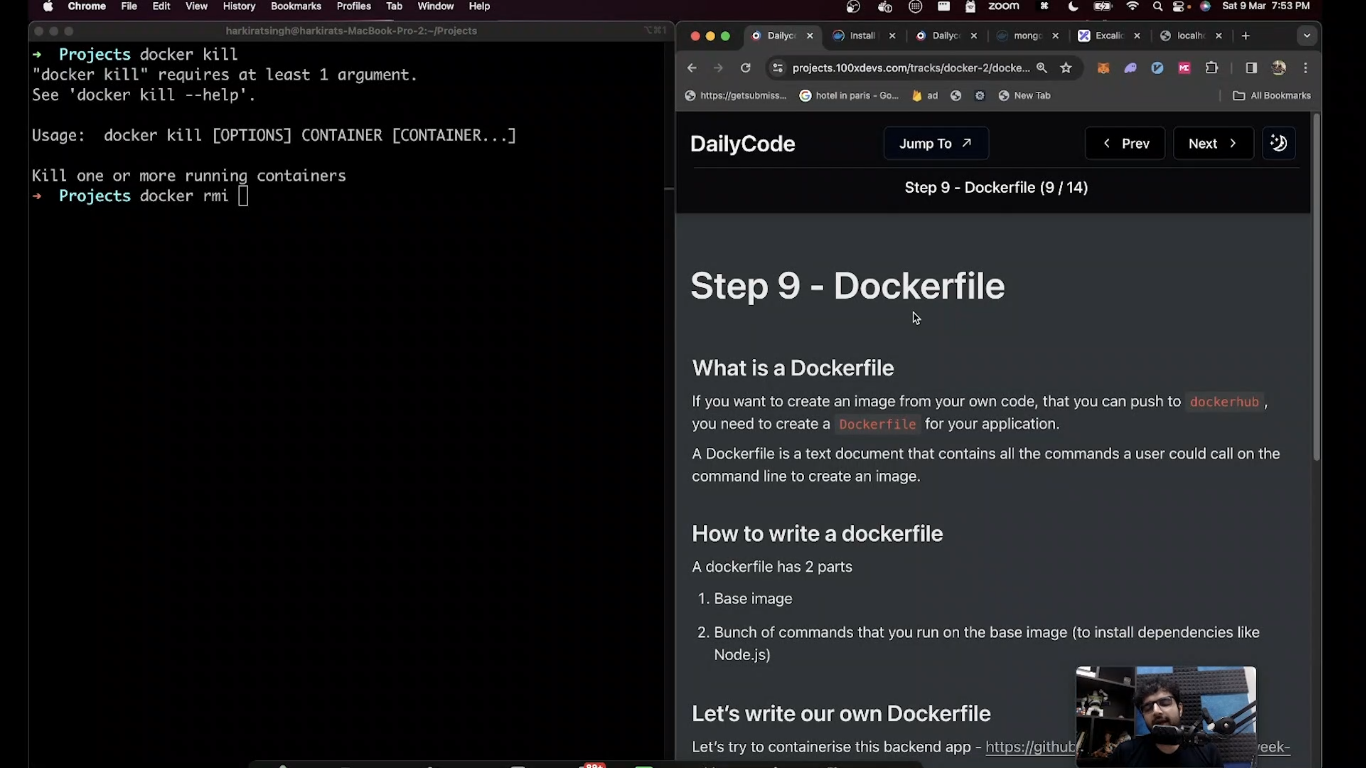 Chrome File Edit View History Bookmarks Profiles Tab Window Help zoom Sat 9 Mar 7:53 PM
harkiratsingh@harkirats-MacBook-Pro-2:~/Projects ⌥⌘1
➜ Projects docker kill
"docker kill" requires at least 1 argument.
See 'docker kill --help'.
Usage: docker kill [OPTIONS] CONTAINER [CONTAINER...]
Kill one or more running containers
➜ Projects docker rmi
Dailyc Install Dailyc mongo Excalic localho
projects.100xdevs.com/tracks/docker-2/docke...
https://getsubmiss... hotel in paris - Go... ad New Tab All Bookmarks
DailyCode Jump To ↗ Prev Next
Step 9 - Dockerfile (9 / 14)
Step 9 - Dockerfile
What is a Dockerfile
If you want to create an image from your own code, that you can push to dockerhub ,
you need to create a Dockerfile for your application.
A Dockerfile is a text document that contains all the commands a user could call on the
command line to create an image.
How to write a dockerfile
A dockerfile has 2 parts
1. Base image
2. Bunch of commands that you run on the base image (to install dependencies like
Node.js)
Let's write our own Dockerfile
Let's try to containerise this backend app - https://github week-
99+